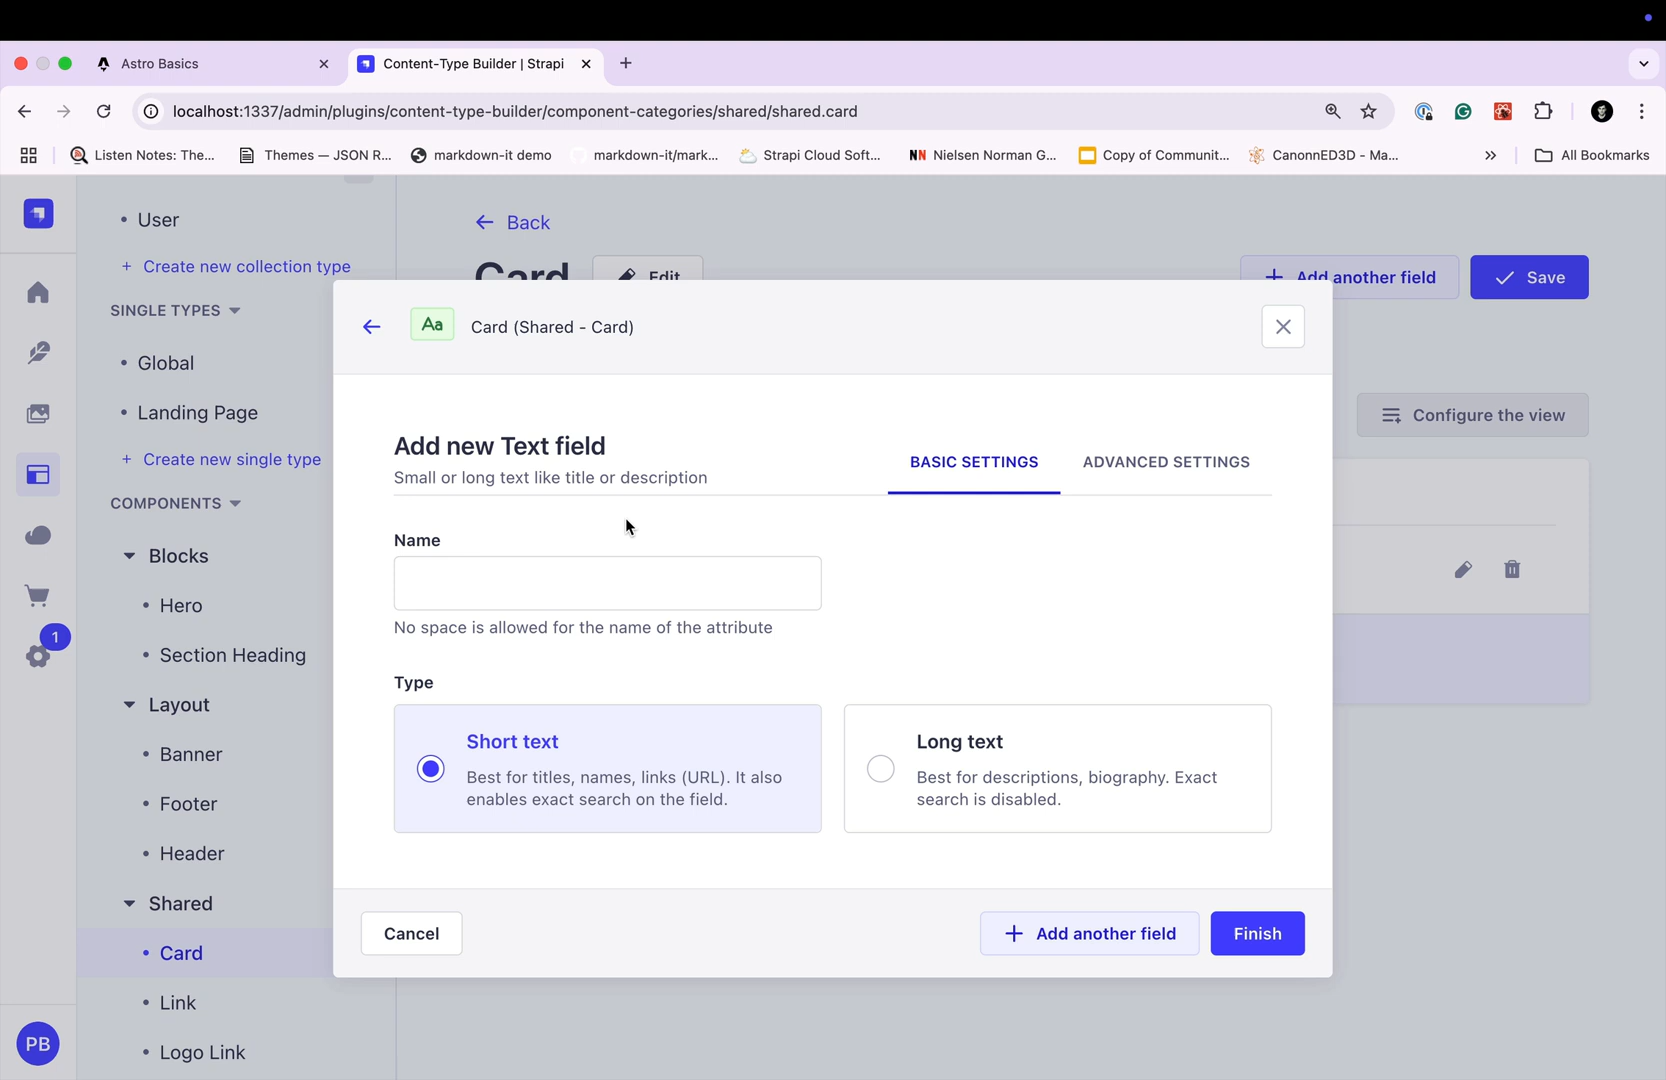 Astro Basics
Content-Type Builder | Strapi
localhost:1337/admin/plugins/content-type-builder/component-categories/shared/shared.card
Listen Notes: The...
Themes — JSON R...
markdown-it demo
markdown-it/mark...
Strapi Cloud Soft...
NN Nielsen Norman G...
Copy of Communit...
CanonnED3D - Ma...
All Bookmarks
User
+ Create new collection type
SINGLE TYPES
Global
Landing Page
+ Create new single type
COMPONENTS
Blocks
Hero
Section Heading
Layout
Banner
Footer
Header
Shared
Card
Link
Logo Link
1
PB
Back
Card
Edit
Add another field
Save
Configure the view
Aa
Card (Shared - Card)
Add new Text field
Small or long text like title or description
BASIC SETTINGS
ADVANCED SETTINGS
Name
No space is allowed for the name of the attribute
Type
Short text
Best for titles, names, links (URL). It also
enables exact search on the field.
Long text
Best for descriptions, biography. Exact
search is disabled.
Cancel
Add another field
Finish